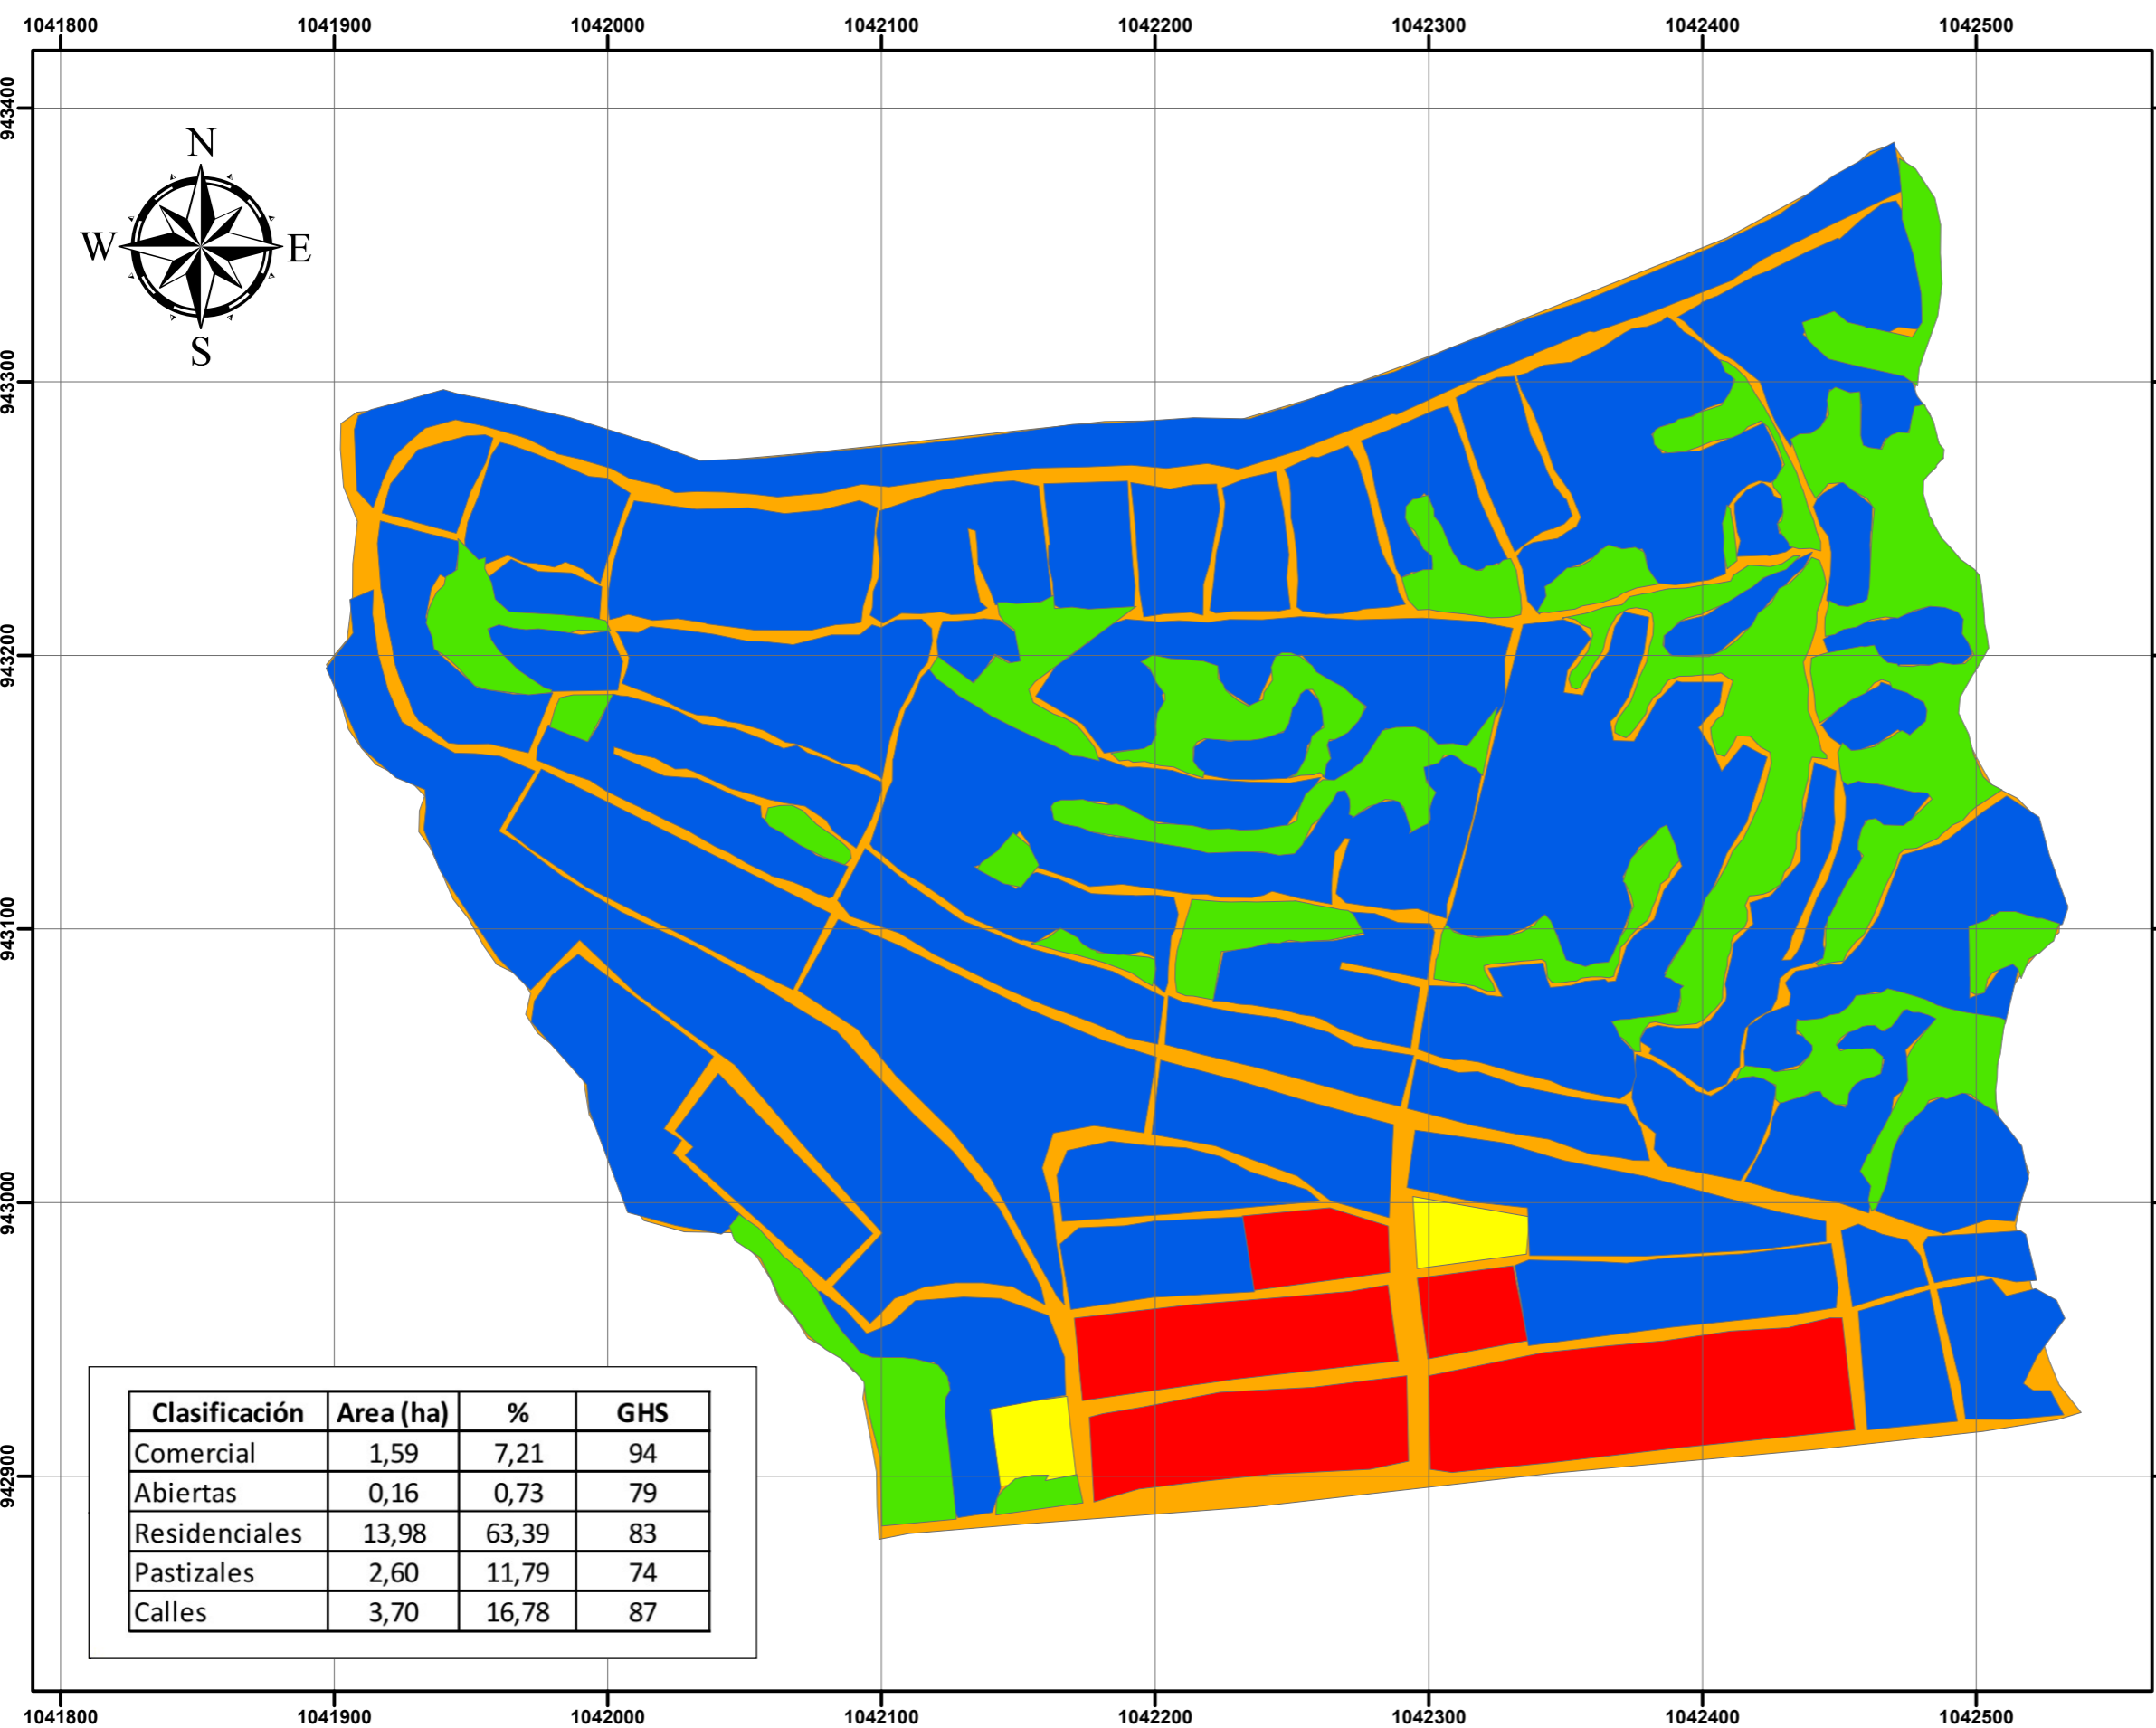 1041800 1041900 1042000 1042100 1042200 1042300 1042400 1042500
943400
943300
943200
943100
943000
942900
N
W E
S
Clasificación Area (ha) % GHS
Comercial 1,59 7,21 94
Abiertas 0,16 0,73 79
Residenciales 13,98 63,39 83
Pastizales 2,60 11,79 74
Calles 3,70 16,78 87
1041800 1041900 1042000 1042100 1042200 1042300 1042400 1042500